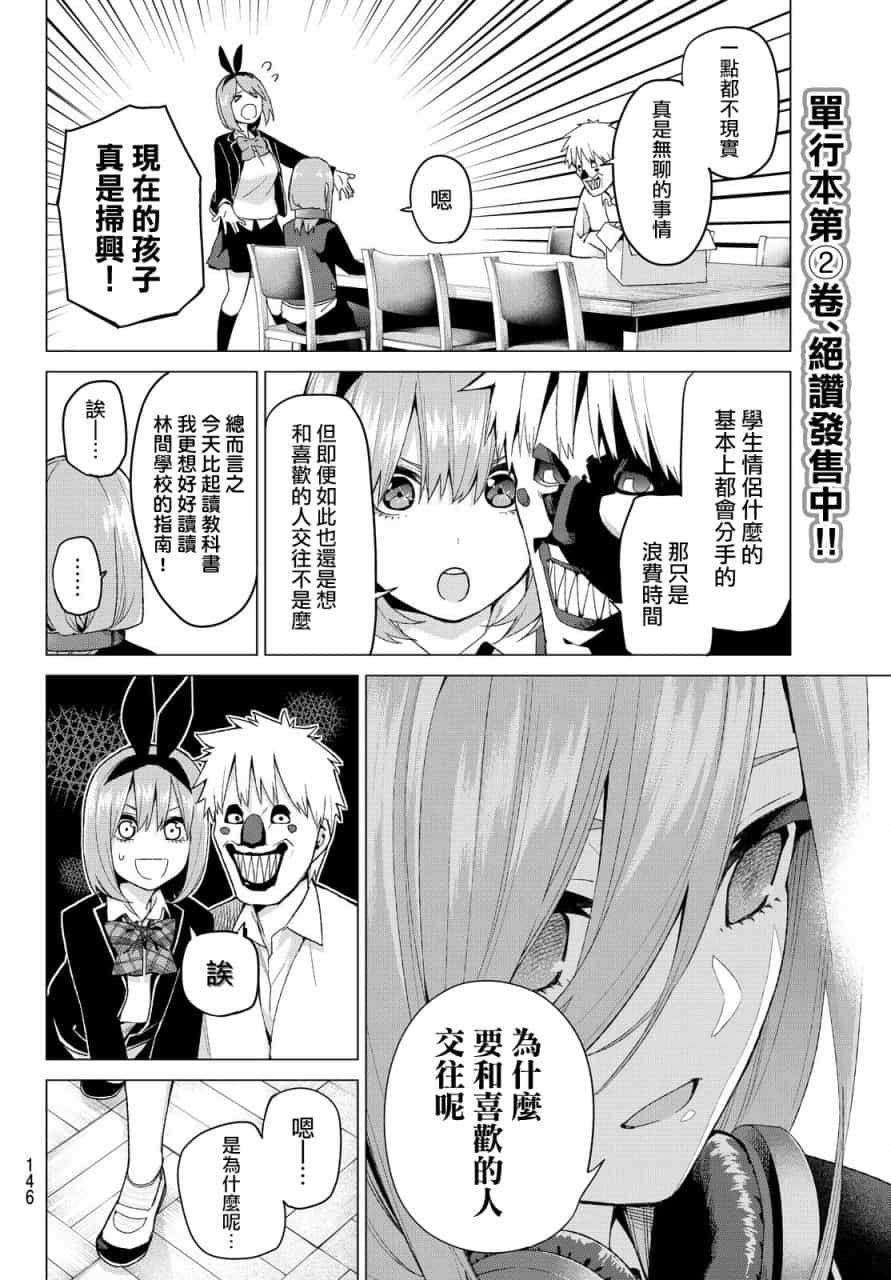 單行本第②卷、絕讚發售中!!
一點都不現實
真是無聊的事情
嗯
現在的孩子
真是掃興！
學生情侶什麼的
基本上都會分手的
那只是
浪費時間
但即便如此也還是想
和喜歡的人交往不是麼
總而言之
今天比起讀教科書
我更想好好讀讀
林間學校的指南！
誒——…
……
為什麼
要和喜歡的人
交往呢
誒
嗯——…
是為什麼呢…
146